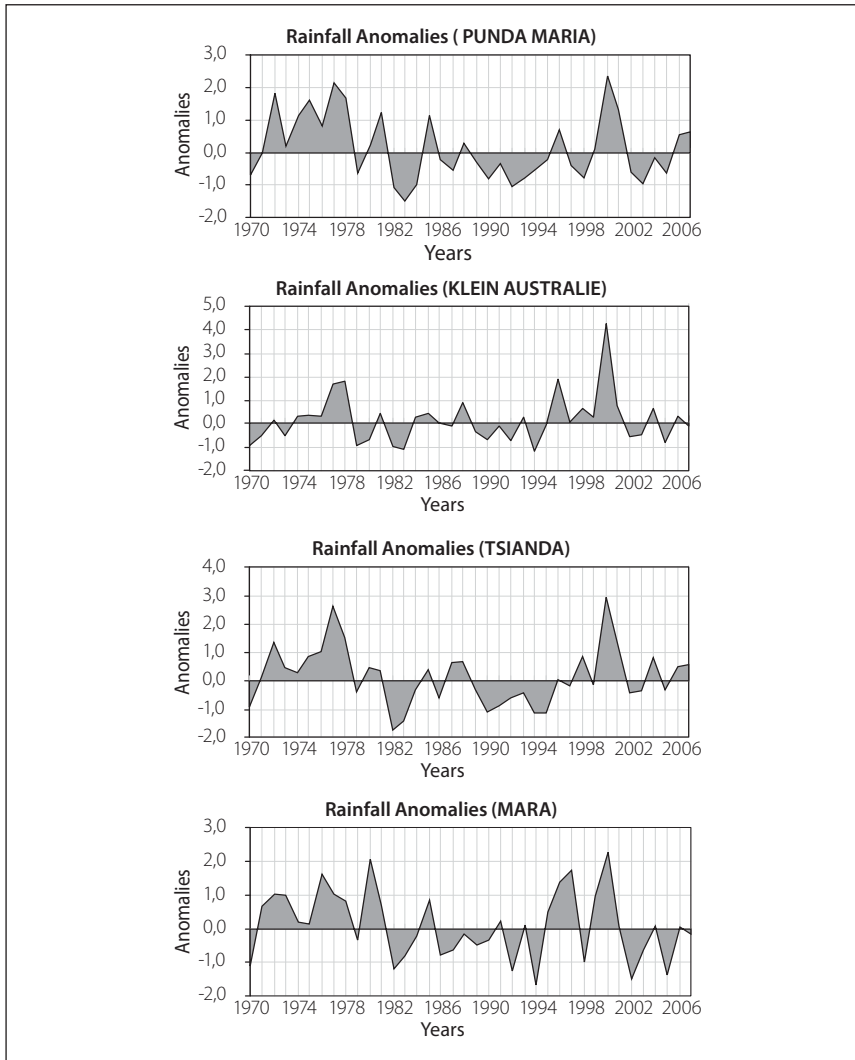 Rainfall Anomalies ( PUNDA MARIA)
3,0
2,0
1,0
0,0
-1,0
-2,0
Anomalies
1970 1974 1978 1982 1986 1990 1994 1998 2002 2006
Years
Rainfall Anomalies (KLEIN AUSTRALIE)
5,0
4,0
3,0
2,0
1,0
0,0
-1,0
-2,0
Anomalies
1970 1974 1978 1982 1986 1990 1994 1998 2002 2006
Years
Rainfall Anomalies (TSIANDA)
4,0
3,0
2,0
1,0
0,0
-1,0
-2,0
Anomalies
1970 1974 1978 1982 1986 1990 1994 1998 2002 2006
Years
Rainfall Anomalies (MARA)
3,0
2,0
1,0
0,0
-1,0
-2,0
Anomalies
1970 1974 1978 1982 1986 1990 1994 1998 2002 2006
Years